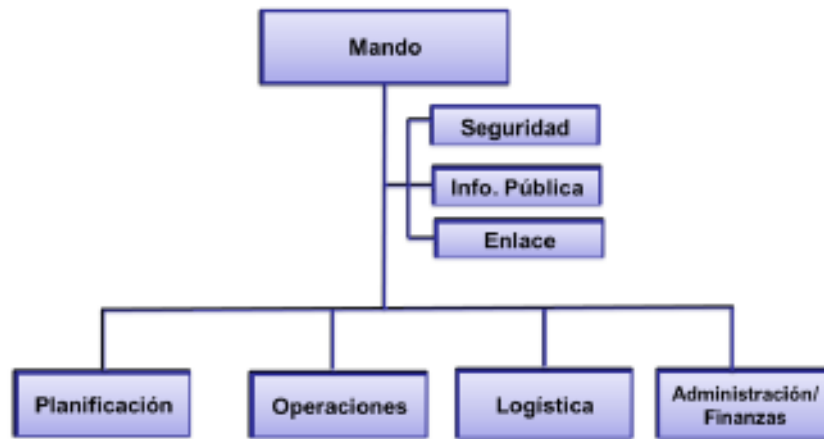 Mando
Seguridad
Info. Pública
Enlace
Planificación
Operaciones
Logística
Administración/
Finanzas